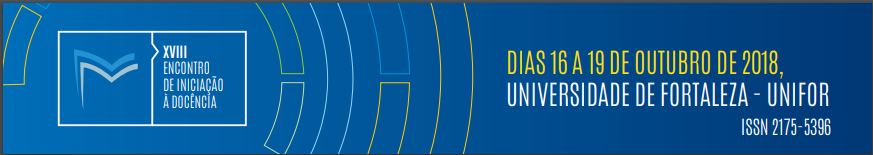 XVIII
ENCONTRO
DE INICIAÇÃO
À DOCÊNCIA
DIAS 16 A 19 DE OUTUBRO DE 2018,
UNIVERSIDADE DE FORTALEZA - UNIFOR
ISSN 2175-5396